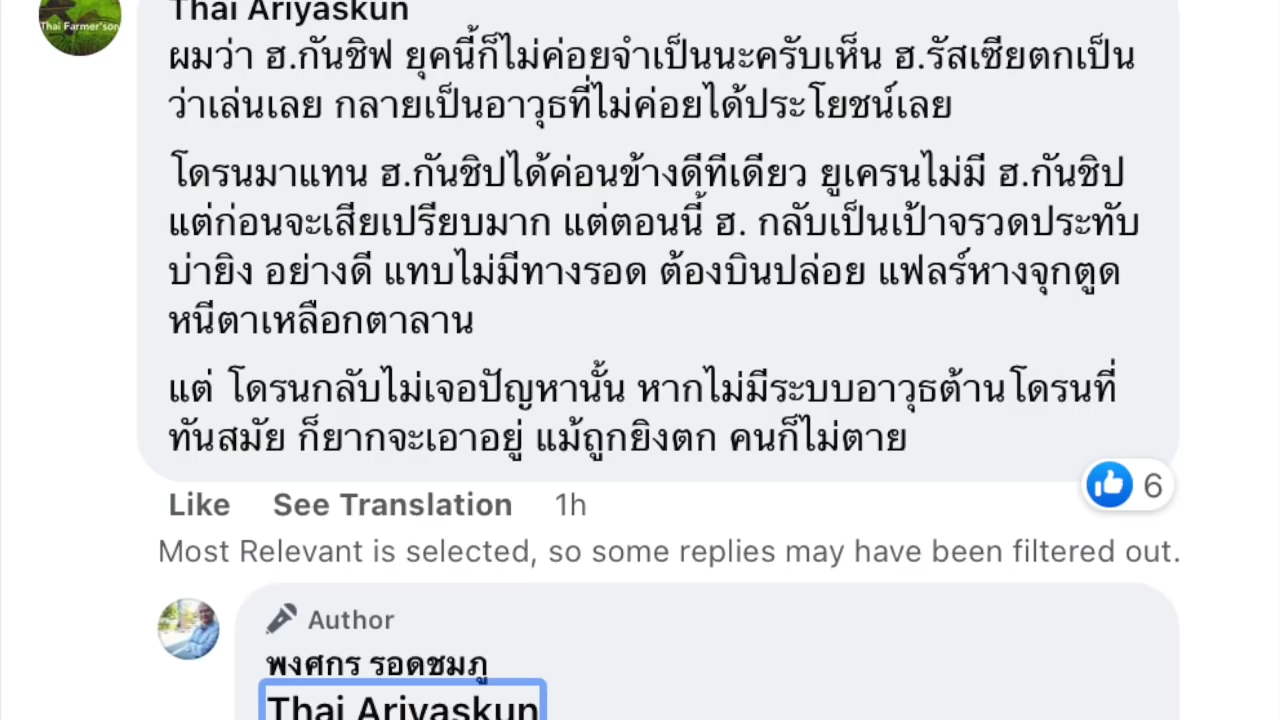 Thai Farmer'son
Thai Ariyaskun
ผมว่า ฮ.กันชิฟ ยุคนี้ก็ไม่ค่อยจำเป็นนะครับเห็น ฮ.รัสเซียตกเป็น
ว่าเล่นเลย กลายเป็นอาวุธที่ไม่ค่อยได้ประโยชน์เลย
โดรนมาแทน ฮ.กันชิปได้ค่อนข้างดีทีเดียว ยูเครนไม่มี ฮ.กันชิป
แต่ก่อนจะเสียเปรียบมาก แต่ตอนนี้ ฮ. กลับเป็นเป้าจรวดประทับ
บ่ายิง อย่างดี แทบไม่มีทางรอด ต้องบินปล่อย แฟลร์หางจุกตูด
หนีตาเหลือกตาลาน
แต่ โดรนกลับไม่เจอปัญหานั้น หากไม่มีระบบอาวุธต้านโดรนที่
ทันสมัย ก็ยากจะเอาอยู่ แม้ถูกยิงตก คนก็ไม่ตาย
6
Like See Translation 1h
Most Relevant is selected, so some replies may have been filtered out.
Author
พงศกร รอดชมภู
Thai Ariyaskun